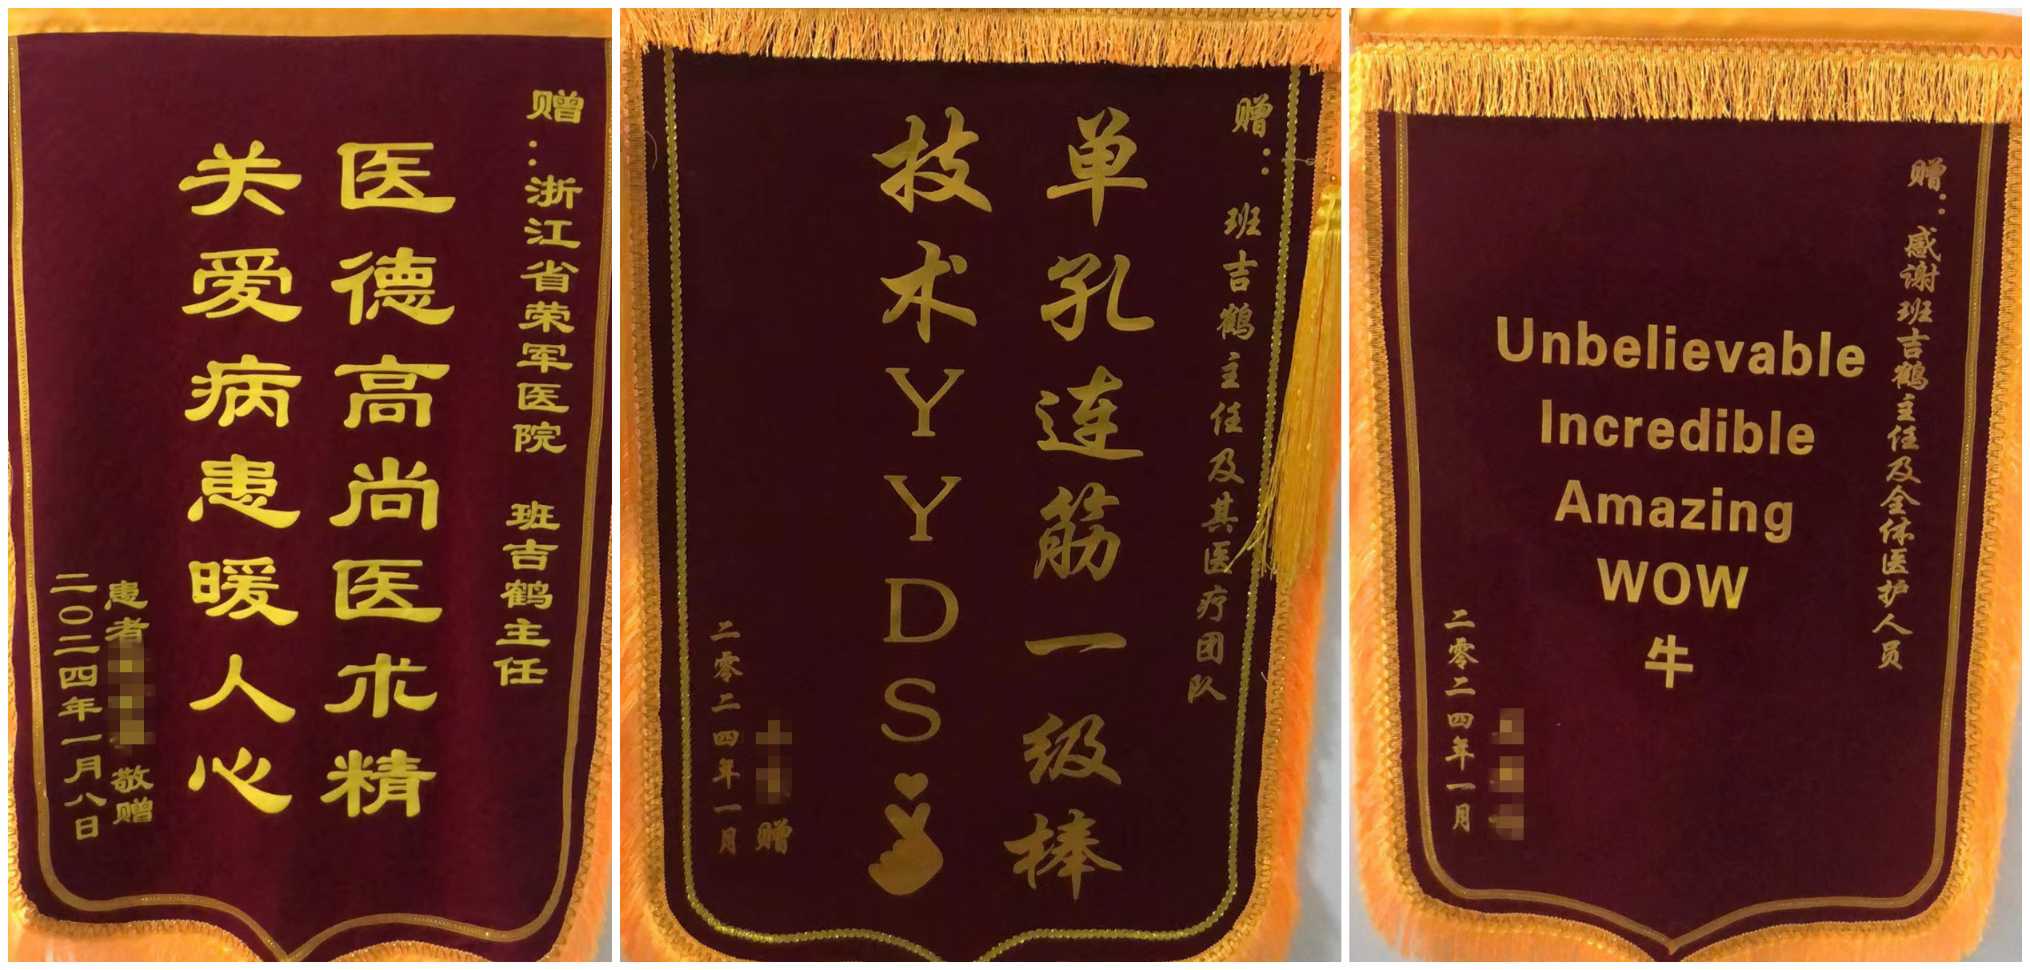 赠：浙江省荣军医院 班吉鹤主任
医德高尚医术精
关爱病患暖人心
患者 敬赠
二〇二四年一月八日
赠：班吉鹤主任及其医疗团队
单孔连筋一级棒
技术YYDS
赠
二零二四年一月
赠：感谢班吉鹤主任及全体医护人员
Unbelievable
Incredible
Amazing
WOW
牛
二零二四年一月